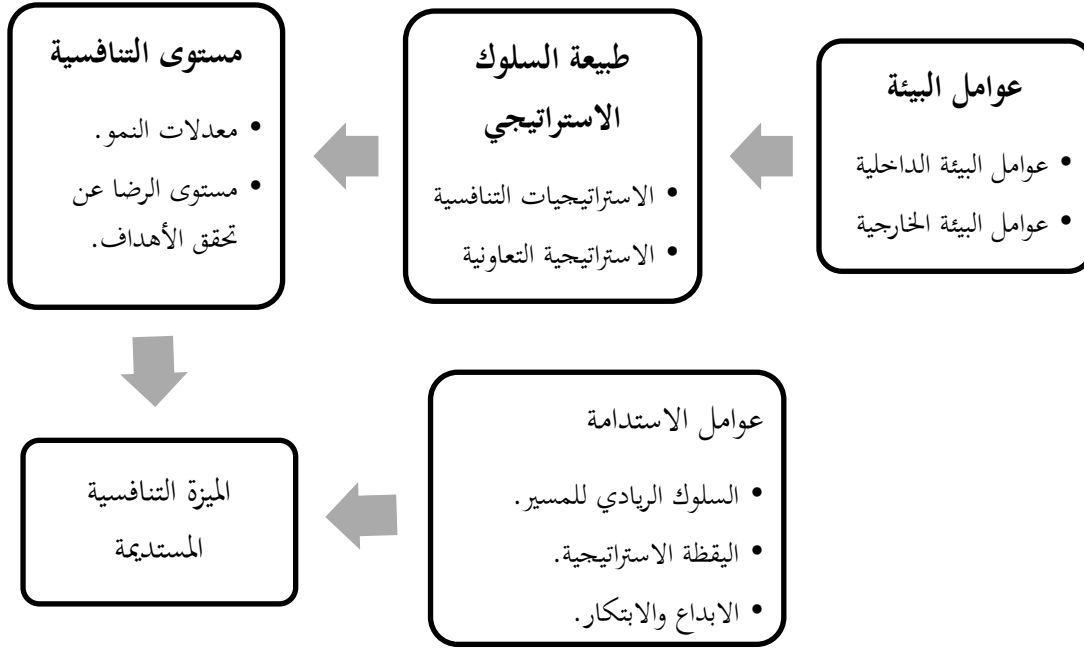 عوامل البيئة
• عوامل البيئة الداخلية
• عوامل البيئة الخارجية
طبيعة السلوك
الاستراتيجي
• الاستراتيجيات التنافسية
• الاستراتيجية التعاونية
مستوى التنافسية
• معدلات النمو.
• مستوى الرضا عن
تحقق الأهداف.
عوامل الاستدامة
• السلوك الريادي للمسير.
• اليقظة الاستراتيجية.
• الابداع والابتكار.
الميزة التنافسية
المستديمة